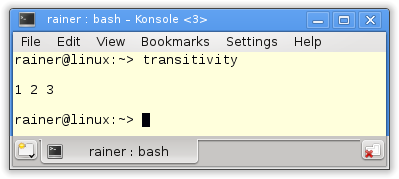 rainer : bash – Konsole <3>
File Edit View Bookmarks Settings Help
rainer@linux:~> transitivity
1 2 3
rainer@linux:~>
rainer : bash